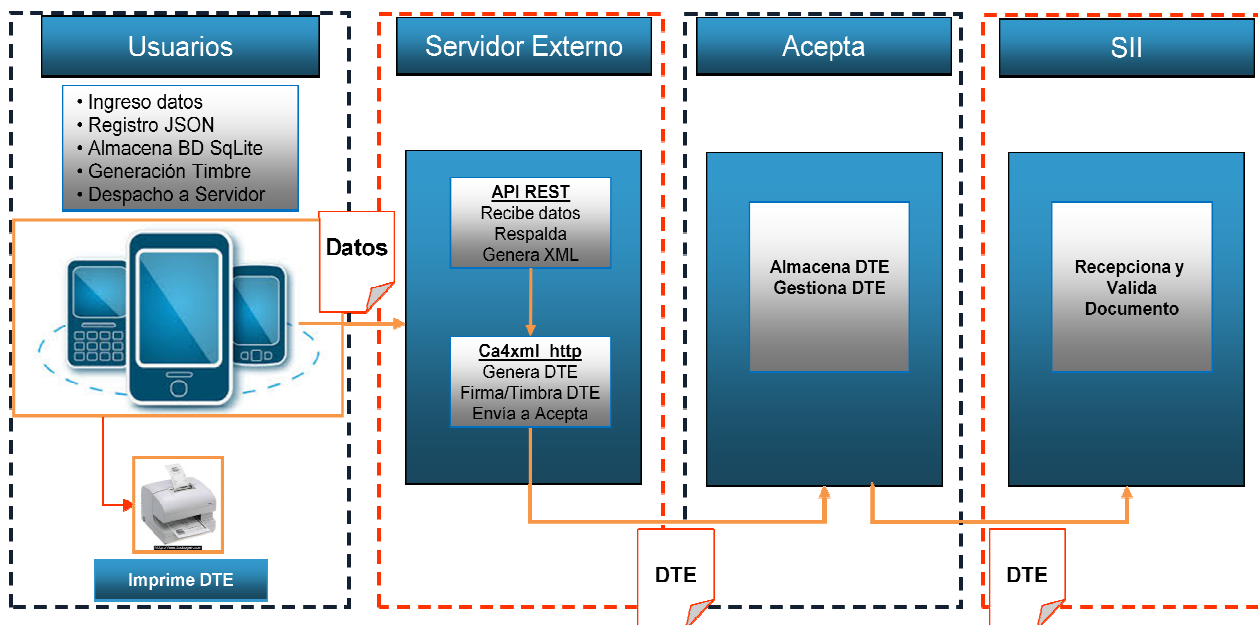 Usuarios
• Ingreso datos
• Registro JSON
• Almacena BD SqLite
• Generación Timbre
• Despacho a Servidor
Datos
Imprime DTE
Servidor Externo
API REST
Recibe datos
Respalda
Genera XML
Ca4xml_http
Genera DTE
Firma/Timbra DTE
Envía a Acepta
DTE
Acepta
Almacena DTE
Gestiona DTE
DTE
SII
Recepciona y
Valida
Documento